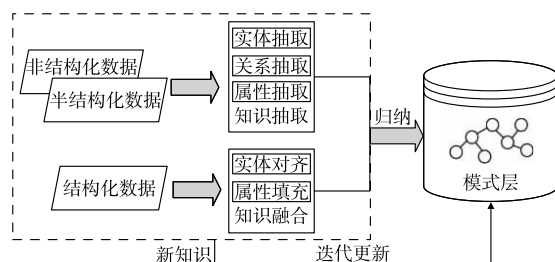 非结构化数据
半结构化数据
实体抽取
关系抽取
属性抽取
知识抽取
归纳
模式层
结构化数据
实体对齐
属性填充
知识融合
新知识
迭代更新